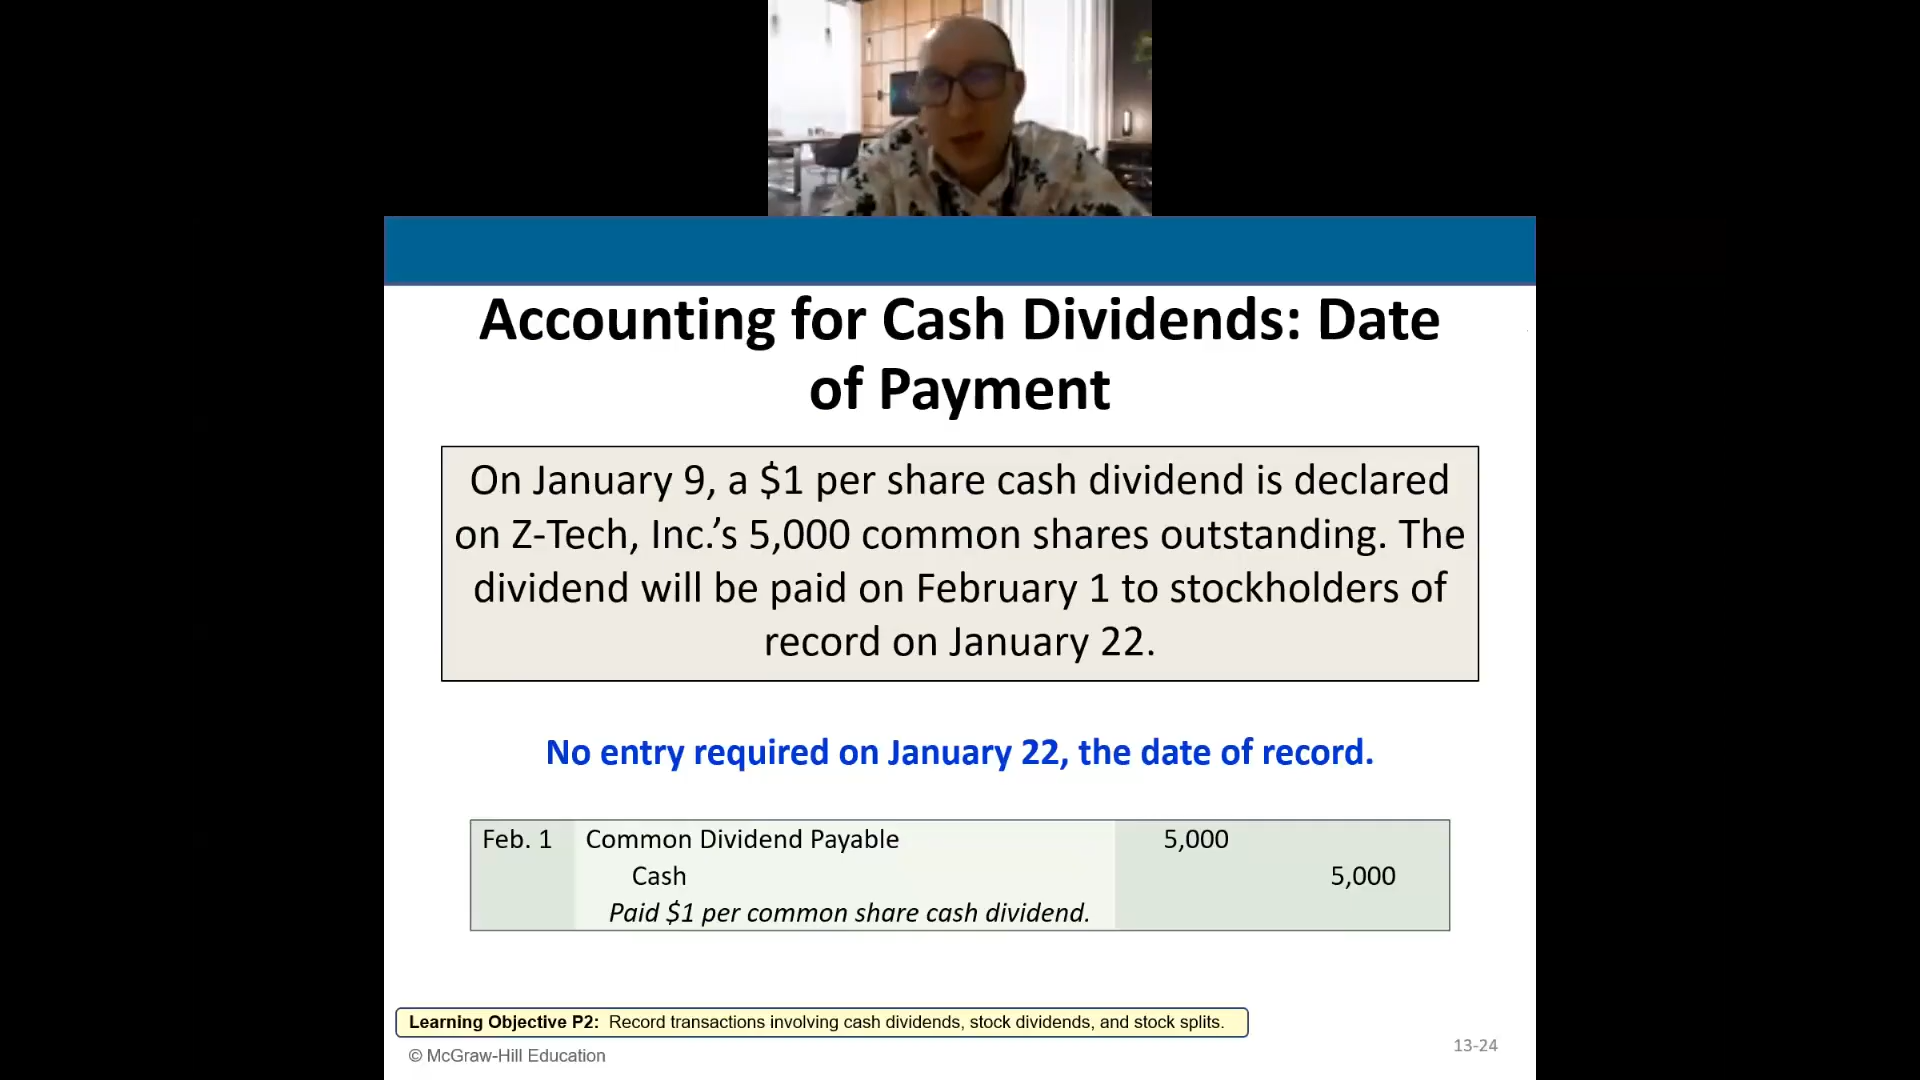 Accounting for Cash Dividends: Date
of Payment
On January 9, a $1 per share cash dividend is declared
on Z-Tech, Inc.’s 5,000 common shares outstanding. The
dividend will be paid on February 1 to stockholders of
record on January 22.
No entry required on January 22, the date of record.
Feb. 1 Common Dividend Payable 5,000
Cash 5,000
Paid $1 per common share cash dividend.
Learning Objective P2: Record transactions involving cash dividends, stock dividends, and stock splits.
© McGraw-Hill Education
13-24